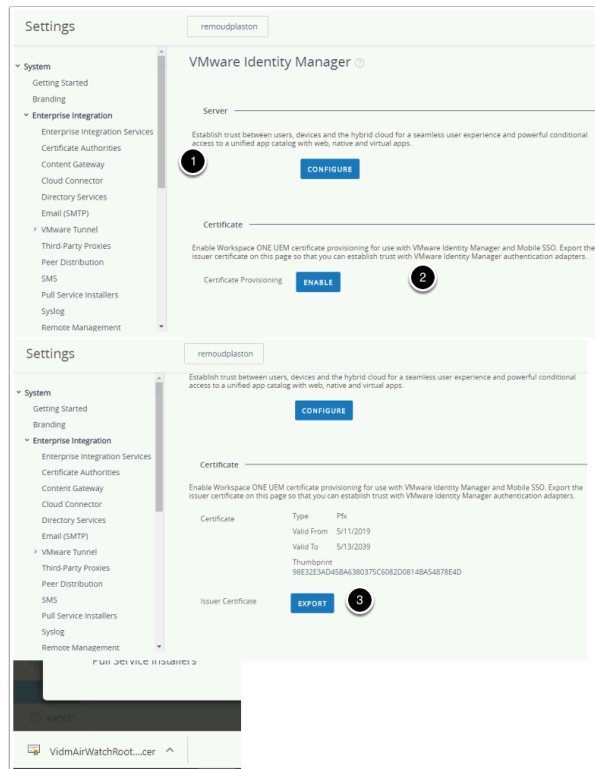 Settings
remoudplaston
System
Getting Started
Branding
Enterprise Integration
Enterprise Integration Services
Certificate Authorities
Content Gateway
Cloud Connector
Directory Services
Email (SMTP)
VMware Tunnel
Third-Party Proxies
Peer Distribution
SMS
Pull Service Installers
Syslog
Remote Management
VMware Identity Manager
Server
Establish trust between users, devices and the hybrid cloud for a seamless user experience and powerful conditional
access to a unified app catalog with web, native and virtual apps.
1
CONFIGURE
Certificate
Enable Workspace ONE UEM certificate provisioning for use with VMware Identity Manager and Mobile SSO. Export the
issuer certificate on this page so that you can establish trust with VMware Identity Manager authentication adapters.
Certificate Provisioning
ENABLE
2
Settings
remoudplaston
System
Getting Started
Branding
Enterprise Integration
Enterprise Integration Services
Certificate Authorities
Content Gateway
Cloud Connector
Directory Services
Email (SMTP)
VMware Tunnel
Third-Party Proxies
Peer Distribution
SMS
Pull Service Installers
Syslog
Remote Management
Establish trust between users, devices and the hybrid cloud for a seamless user experience and powerful conditional
access to a unified app catalog with web, native and virtual apps.
CONFIGURE
Certificate
Enable Workspace ONE UEM certificate provisioning for use with VMware Identity Manager and Mobile SSO. Export the
issuer certificate on this page so that you can establish trust with VMware Identity Manager authentication adapters.
Certificate
Type Pfx
Valid From 5/11/2019
Valid To 5/13/2039
Thumbprint
98E32E3AD45BA6380375C6082D0814BA54878E4D
Issuer Certificate
EXPORT
3
Pull Service Installers
ABOUT
VidmAirWatchRoot....cer